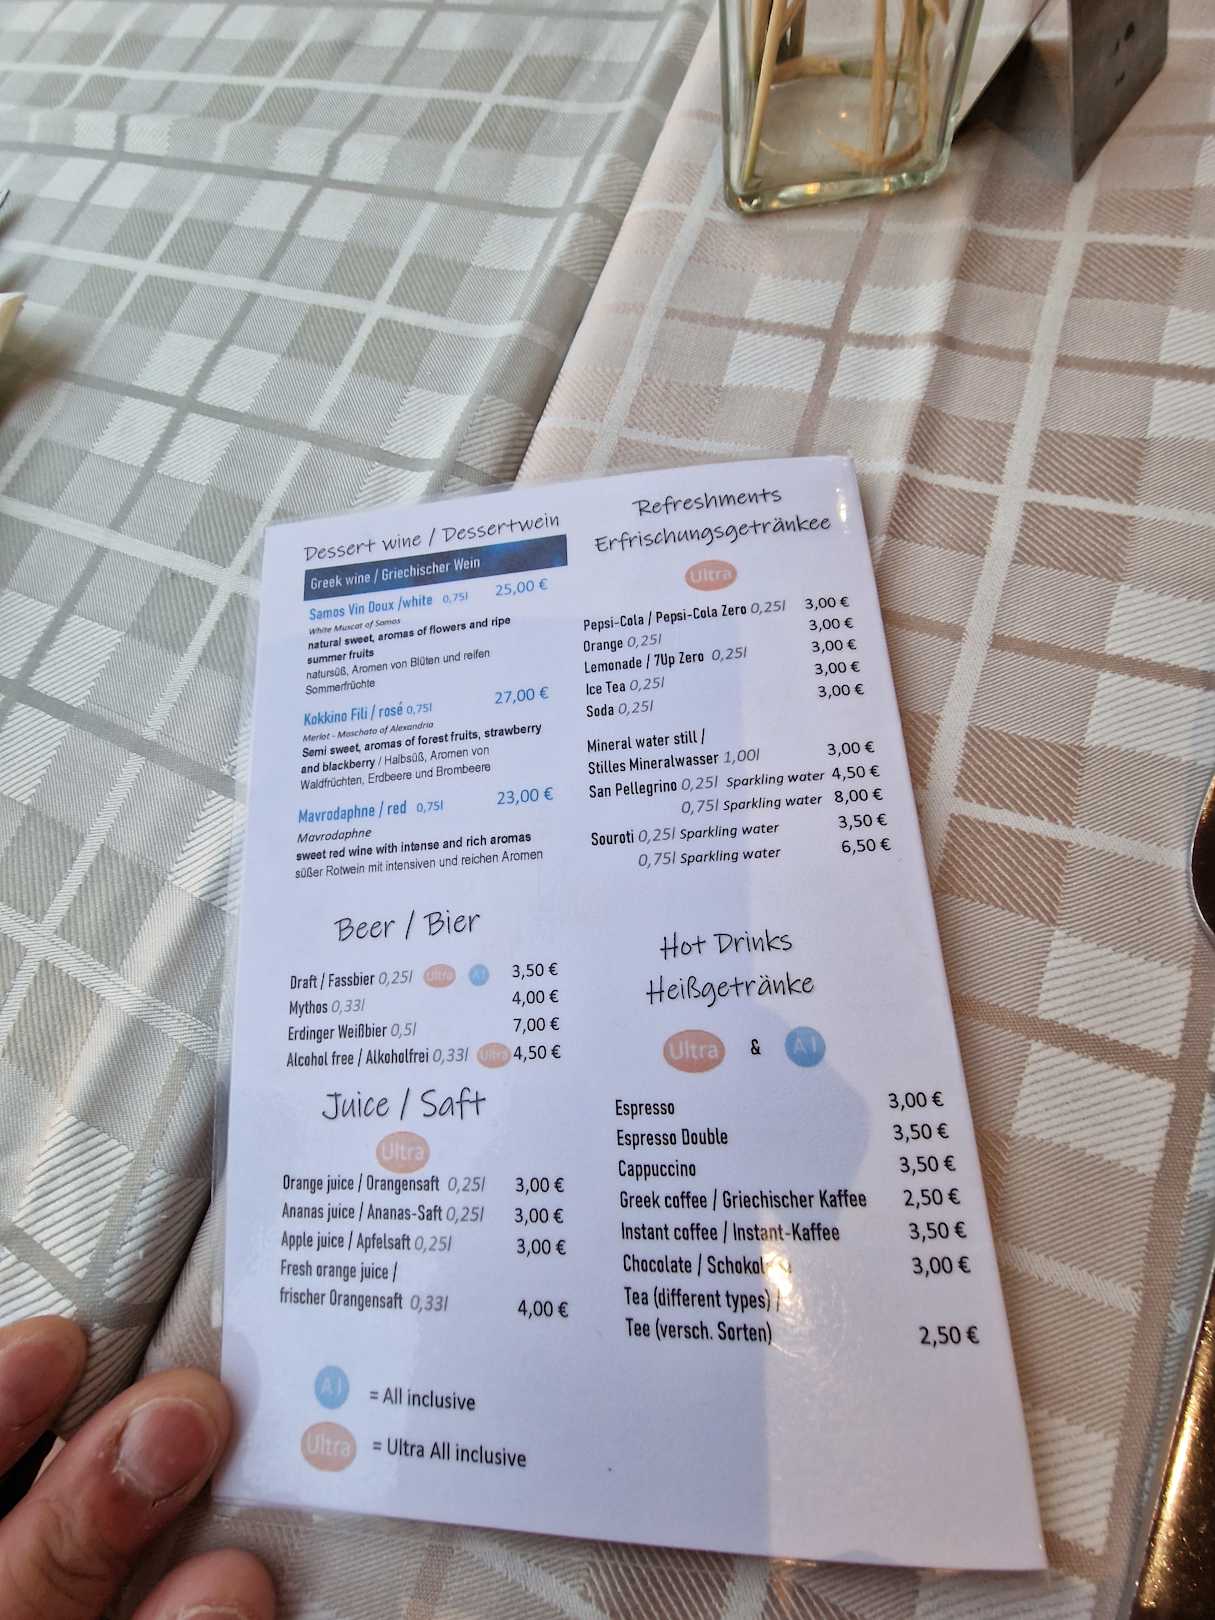 Dessert wine / Dessertwein
Greek wine / Griechischer Wein
Samos Vin Doux /white 0,75l 25,00 €
White Muscat of Samos
natural sweet, aromas of flowers and ripe
summer fruits
natursüß, Aromen von Blüten und reifen
Sommerfrüchte
Kokkino Fili / rosé 0,75l 27,00 €
Merlot - Moschato of Alexandria
Semi sweet, aromas of forest fruits, strawberry
and blackberry / Halbsüß, Aromen von
Waldfrüchten, Erdbeere und Brombeere
Mavrodaphne / red 0,75l 23,00 €
Mavrodaphne
sweet red wine with intense and rich aromas
süßer Rotwein mit intensiven und reichen Aromen
Beer / Bier
Draft / Fassbier 0,25l Ultra AI 3,50 €
Mythos 0,33l 4,00 €
Erdinger Weißbier 0,5l 7,00 €
Alcohol free / Alkoholfrei 0,33l Ultra 4,50 €
Juice / Saft
Ultra
Orange juice / Orangensaft 0,25l 3,00 €
Ananas juice / Ananas-Saft 0,25l 3,00 €
Apple juice / Apfelsaft 0,25l 3,00 €
Fresh orange juice /
frischer Orangensaft 0,33l 4,00 €
AI = All inclusive
Ultra = Ultra All inclusive
Refreshments
Erfrischungsgetränkee
Ultra
Pepsi-Cola / Pepsi-Cola Zero 0,25l 3,00 €
Orange 0,25l 3,00 €
Lemonade / 7Up Zero 0,25l 3,00 €
Ice Tea 0,25l 3,00 €
Soda 0,25l 3,00 €
Mineral water still /
Stilles Mineralwasser 1,00l 3,00 €
San Pellegrino 0,25l Sparkling water 4,50 €
0,75l Sparkling water 8,00 €
Souroti 0,25l Sparkling water 3,50 €
0,75l Sparkling water 6,50 €
Hot Drinks
Heißgetränke
Ultra & AI
Espresso 3,00 €
Espresso Double 3,50 €
Cappuccino 3,50 €
Greek coffee / Griechischer Kaffee 2,50 €
Instant coffee / Instant-Kaffee 3,50 €
Chocolate / 3,00 €
Tea (different types) /
Tee (versch. Sorten) 2,50 €